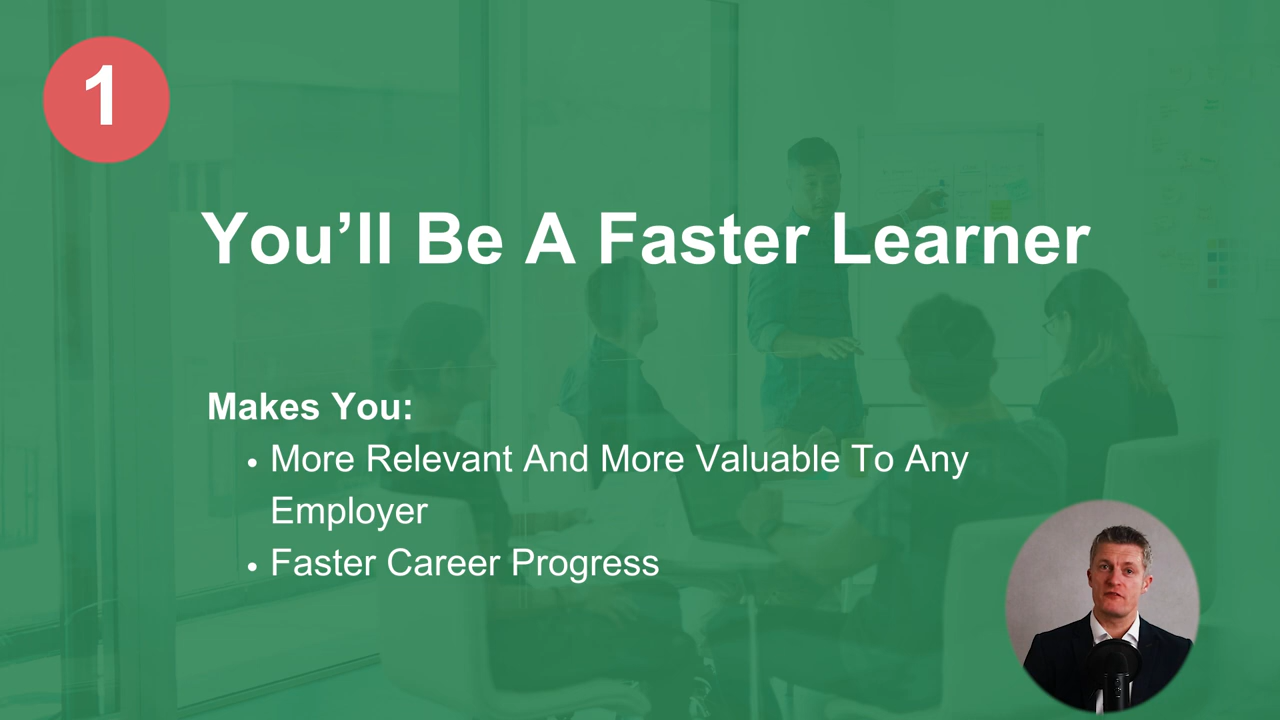 1
You’ll Be A Faster Learner
Makes You:
• More Relevant And More Valuable To Any
Employer
• Faster Career Progress